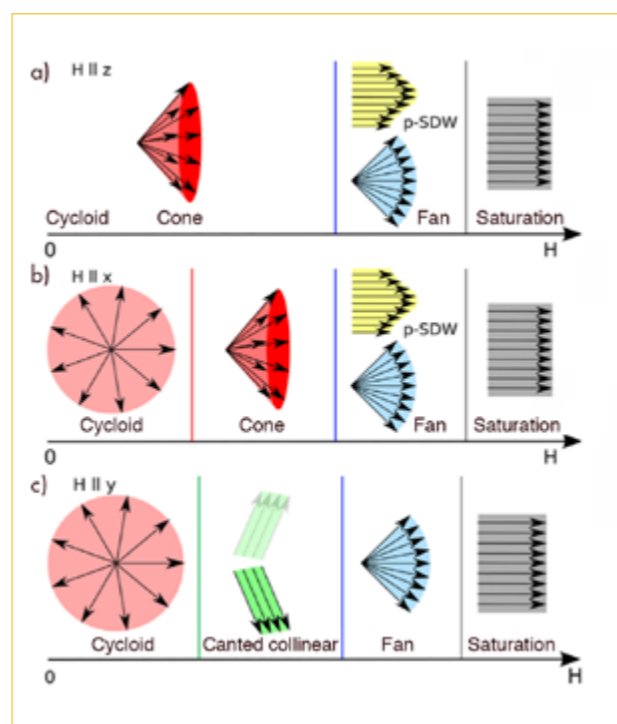 a) H ll z
p-SDW
Cycloid Cone Fan Saturation
0 H
b) H ll x
p-SDW
Cycloid Cone Fan Saturation
0 H
c) H ll y
Cycloid Canted collinear Fan Saturation
0 H